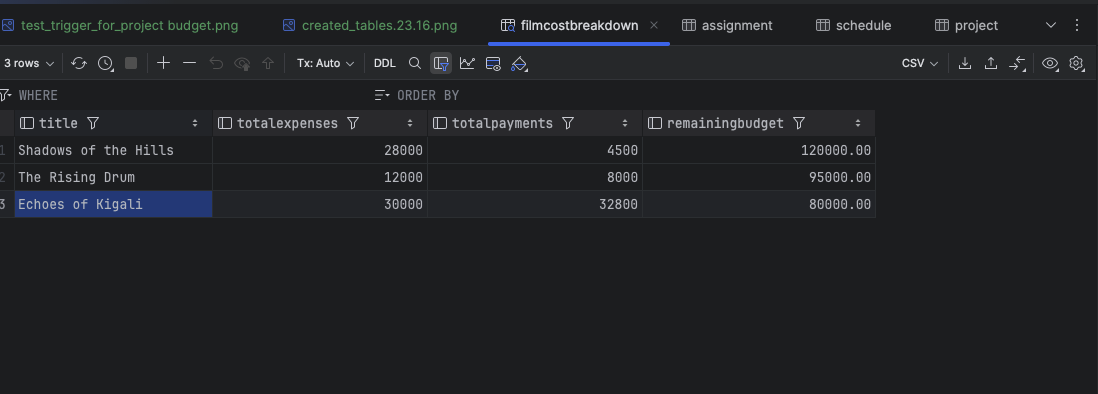 test_trigger_for_project budget.png created_tables.23.16.png filmcostbreakdown assignment schedule project
3 rows Tx: Auto DDL CSV
WHERE ORDER BY
title totalexpenses totalpayments remainingbudget
1 Shadows of the Hills 28000 4500 120000.00
2 The Rising Drum 12000 8000 95000.00
3 Echoes of Kigali 30000 32800 80000.00